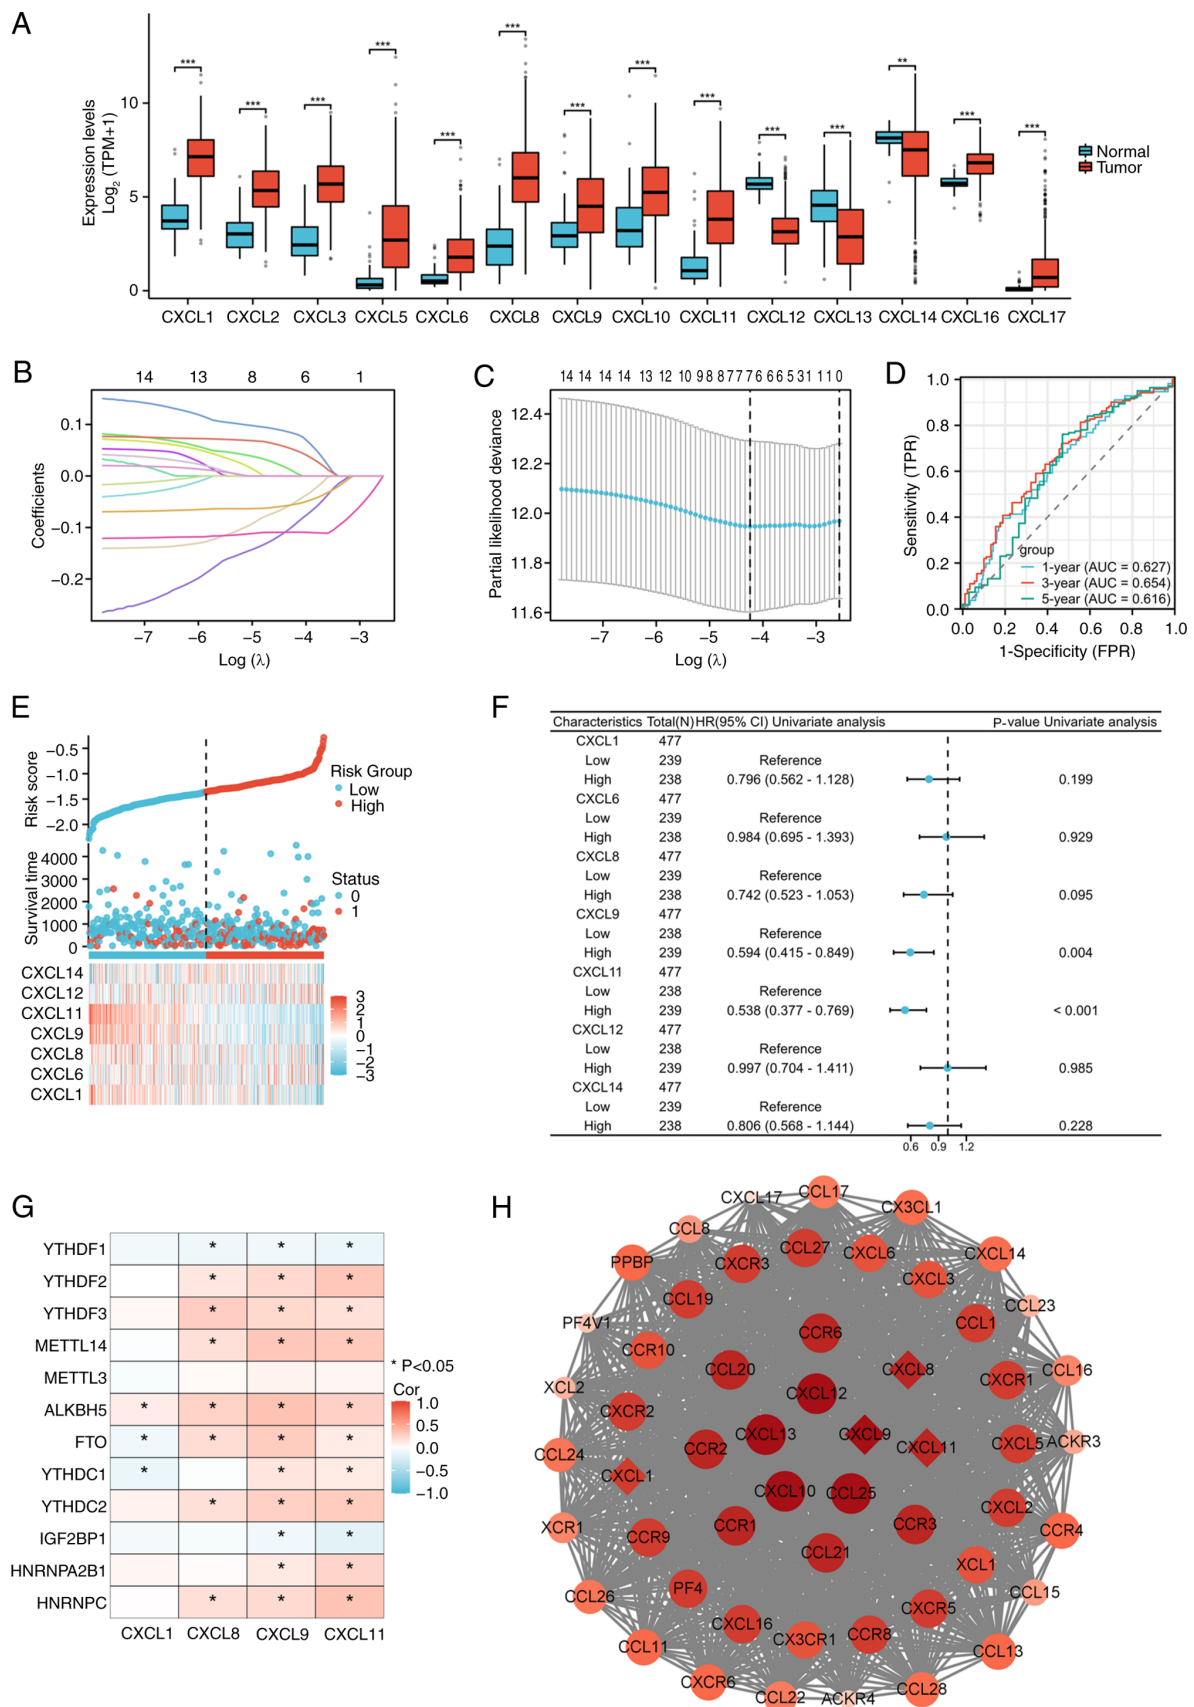 A
Expression levels
Log2 (TPM+1)
10
5
0
*** *** *** *** *** *** *** *** *** *** *** ** *** ***
CXCL1 CXCL2 CXCL3 CXCL5 CXCL6 CXCL8 CXCL9 CXCL10 CXCL11 CXCL12 CXCL13 CXCL14 CXCL16 CXCL17
Normal
Tumor
B
14 13 8 6 1
Coefficients
0.1
0.0
−0.1
−0.2
−7 −6 −5 −4 −3
Log (λ)
C
14 14 14 14 13 12 10 9 8 8 7 7 7 6 6 6 5 3 1 1 1 0
Partial likelihood deviance
12.4
12.2
12.0
11.8
11.6
−7 −6 −5 −4 −3
Log (λ)
D
Sensitivity (TPR)
1.0
0.8
0.6
0.4
0.2
0.0
group
1-year (AUC = 0.627)
3-year (AUC = 0.654)
5-year (AUC = 0.616)
0.0 0.2 0.4 0.6 0.8 1.0
1-Specificity (FPR)
E
Risk score
−0.5
−1.0
−1.5
−2.0
Risk Group
Low
High
Survival time
4000
3000
2000
1000
0
Status
0
1
CXCL14
CXCL12
CXCL11
CXCL9
CXCL8
CXCL6
CXCL1
3
2
1
0
−1
−2
−3
F
Characteristics Total(N) HR(95% CI) Univariate analysis P-value Univariate analysis
CXCL1 477
Low 239 Reference
High 238 0.796 (0.562 - 1.128) 0.199
CXCL6 477
Low 239 Reference
High 238 0.984 (0.695 - 1.393) 0.929
CXCL8 477
Low 239 Reference
High 238 0.742 (0.523 - 1.053) 0.095
CXCL9 477
Low 238 Reference
High 239 0.594 (0.415 - 0.849) 0.004
CXCL11 477
Low 238 Reference
High 239 0.538 (0.377 - 0.769) < 0.001
CXCL12 477
Low 238 Reference
High 239 0.997 (0.704 - 1.411) 0.985
CXCL14 477
Low 239 Reference
High 238 0.806 (0.568 - 1.144) 0.228
0.6 0.9 1.2
G
YTHDF1 * * *
YTHDF2 * * *
YTHDF3 * * *
METTL14 * * *
METTL3
ALKBH5 * * * *
FTO * * * *
YTHDC1 * * *
YTHDC2 * * *
IGF2BP1 * *
HNRNPA2B1 * *
HNRNPC * * *
CXCL1 CXCL8 CXCL9 CXCL11
* P<0.05
Cor
1.0
0.5
0.0
−0.5
−1.0
H
CXCL17 CCL17 CX3CL1
CCL8 CCL27 CXCL6 CXCL14
PPBP CXCR3 CXCL3
CCL19 CCL23
PF4V1 CCR6 CCL1
CCR10 CCL20 CXCL8 CCL16
XCL2 CXCL12 CXCR1
CXCR2 CXCL13 CXCL9
CCL24 CCR2 CXCL11 CXCL5 ACKR3
CXCL1 CXCL10 CCL25 CXCL2
XCR1 CCR9 CCR1 CCR3 CCR4
CCL21 XCL1
CCL26 PF4 CCL15
CXCL16 CXCR5
CCL11 CX3CR1 CCR8 CCL13
CXCR6 CCL22 ACKR4 CCL28